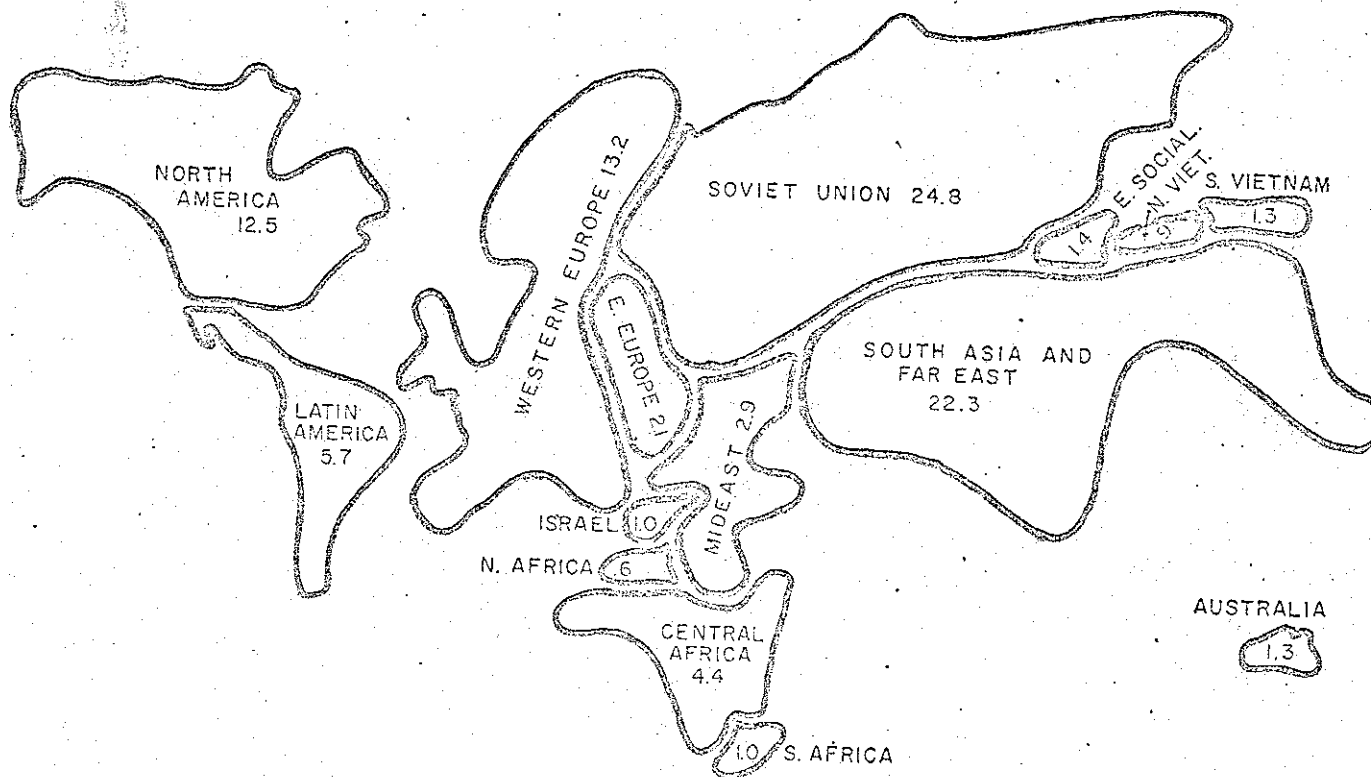 NORTH
AMERICA
12.5
LATIN
AMERICA
5.7
WESTERN EUROPE 13.2
E. EUROPE 2.1
SOVIET UNION 24.8
E. SOCIAL.
1.4
N. VIET.
.9
S. VIETNAM
1.3
SOUTH ASIA AND
FAR EAST
22.3
MIDEAST 2.9
ISRAEL 1.0
N. AFRICA .6
CENTRAL
AFRICA
4.4
1.0 S. AFRICA
AUSTRALIA
1.3